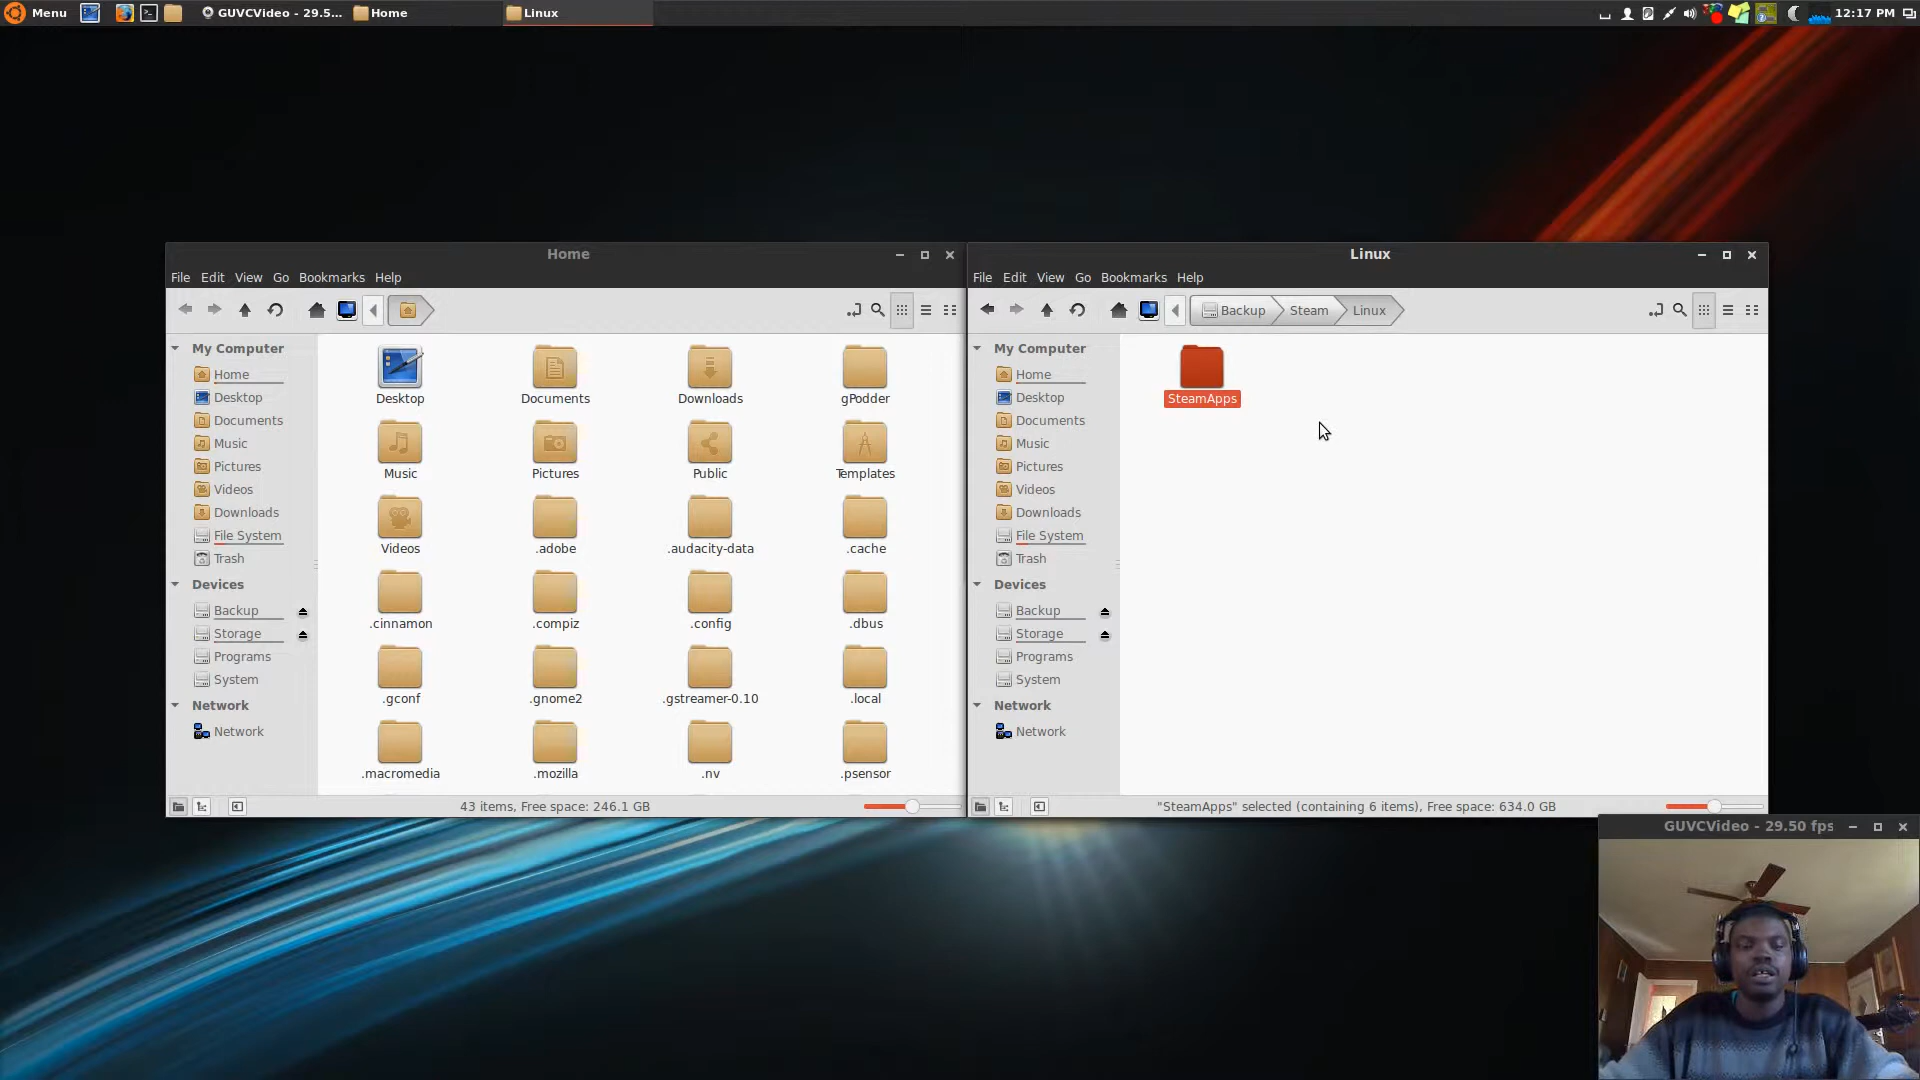 Menu
GUVCVideo - 29.5...
Home
Linux
12:17 PM
Home
File Edit View Go Bookmarks Help
My Computer
Home
Desktop
Documents
Music
Pictures
Videos
Downloads
File System
Trash
Devices
Backup
Storage
Programs
System
Network
Network
Desktop Documents Downloads gPodder
Music Pictures Public Templates
Videos .adobe .audacity-data .cache
.cinnamon .compiz .config .dbus
.gconf .gnome2 .gstreamer-0.10 .local
.macromedia .mozilla .nv .psensor
43 items, Free space: 246.1 GB
Linux
File Edit View Go Bookmarks Help
Backup Steam Linux
My Computer
Home
Desktop
Documents
Music
Pictures
Videos
Downloads
File System
Trash
Devices
Backup
Storage
Programs
System
Network
Network
SteamApps
"SteamApps" selected (containing 6 items), Free space: 634.0 GB
GUVCVideo - 29.50 fps